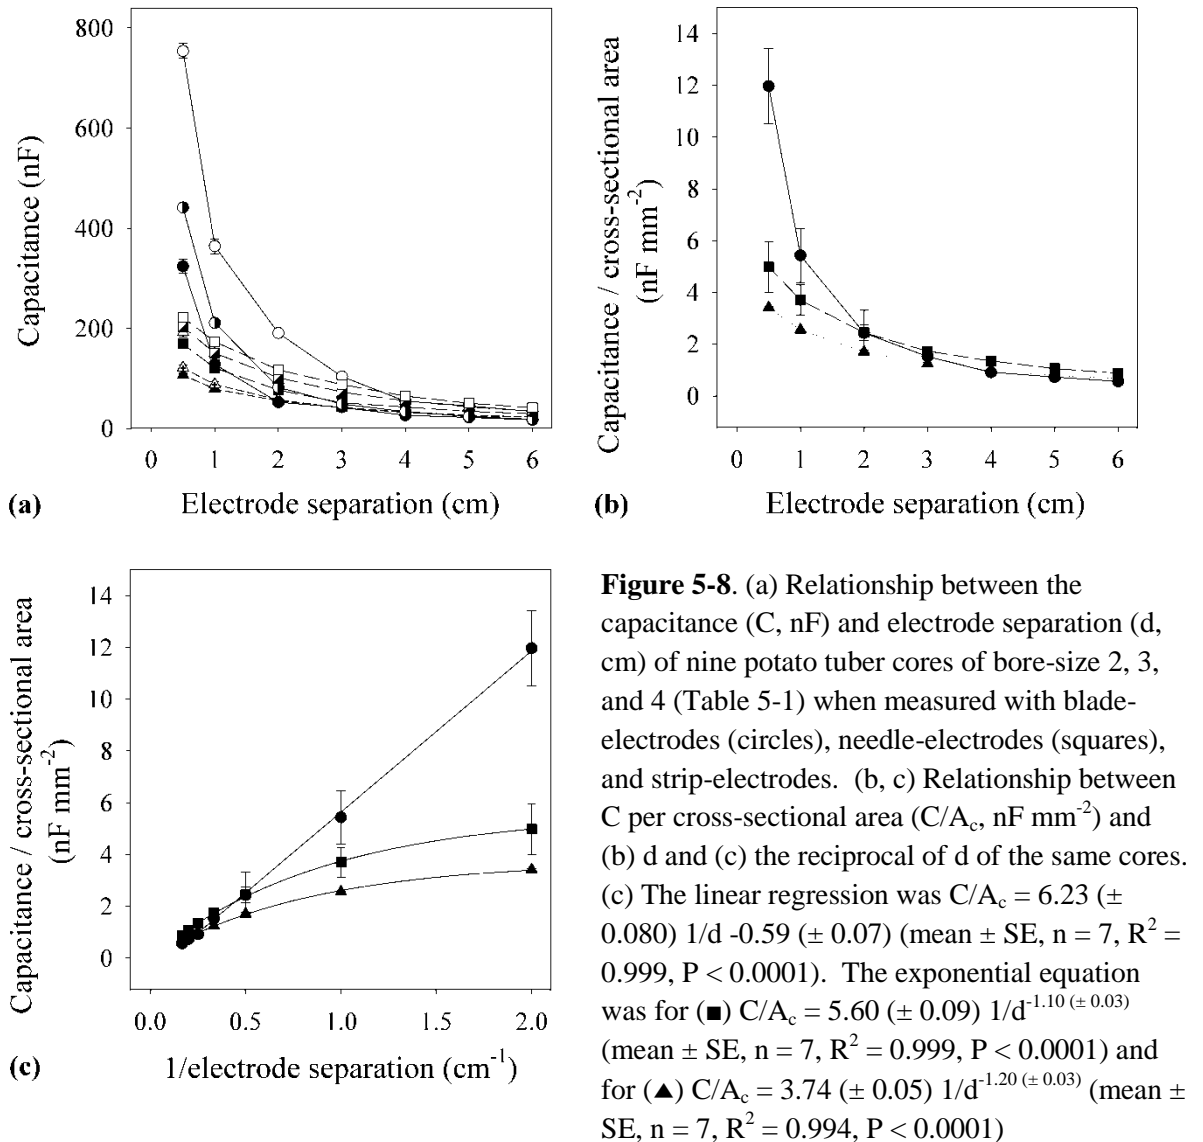 800
600
400
200
0
Capacitance (nF)
0 1 2 3 4 5 6
(a)
Electrode separation (cm)
14
12
10
8
6
4
2
0
Capacitance / cross-sectional area
(nF mm⁻²)
0 1 2 3 4 5 6
(b)
Electrode separation (cm)
14
12
10
8
6
4
2
0
Capacitance / cross-sectional area
(nF mm⁻²)
0.0 0.5 1.0 1.5 2.0
(c)
1/electrode separation (cm⁻¹)
Figure 5-8. (a) Relationship between the
capacitance (C, nF) and electrode separation (d,
cm) of nine potato tuber cores of bore-size 2, 3,
and 4 (Table 5-1) when measured with blade-
electrodes (circles), needle-electrodes (squares),
and strip-electrodes. (b, c) Relationship between
C per cross-sectional area (C/A꜀, nF mm⁻²) and
(b) d and (c) the reciprocal of d of the same cores.
(c) The linear regression was C/A꜀ = 6.23 (±
0.080) 1/d -0.59 (± 0.07) (mean ± SE, n = 7, R² =
0.999, P < 0.0001). The exponential equation
was for (■) C/A꜀ = 5.60 (± 0.09) 1/d^-1.10 (± 0.03)
(mean ± SE, n = 7, R² = 0.999, P < 0.0001) and
for (▲) C/A꜀ = 3.74 (± 0.05) 1/d^-1.20 (± 0.03) (mean ±
SE, n = 7, R² = 0.994, P < 0.0001)